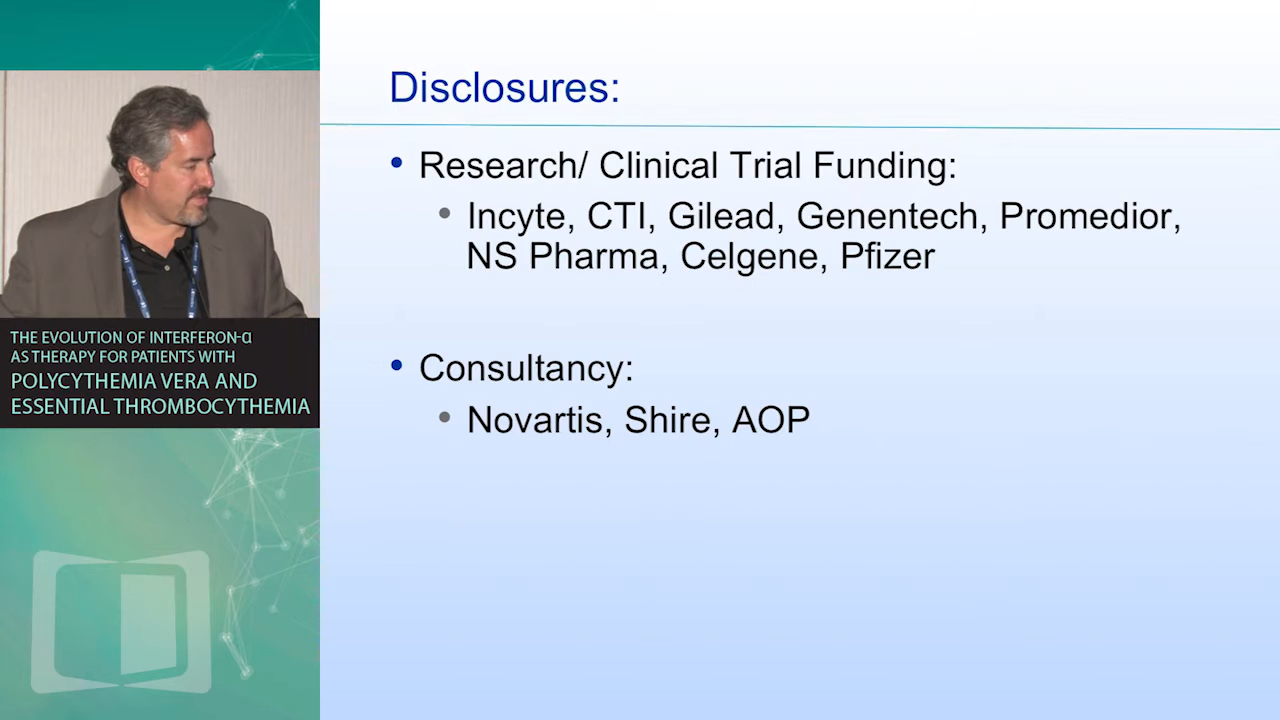 Disclosures:
• Research/ Clinical Trial Funding:
• Incyte, CTI, Gilead, Genentech, Promedior,
NS Pharma, Celgene, Pfizer
• Consultancy:
• Novartis, Shire, AOP
THE EVOLUTION OF INTERFERON-α
AS THERAPY FOR PATIENTS WITH
POLYCYTHEMIA VERA AND
ESSENTIAL THROMBOCYTHEMIA